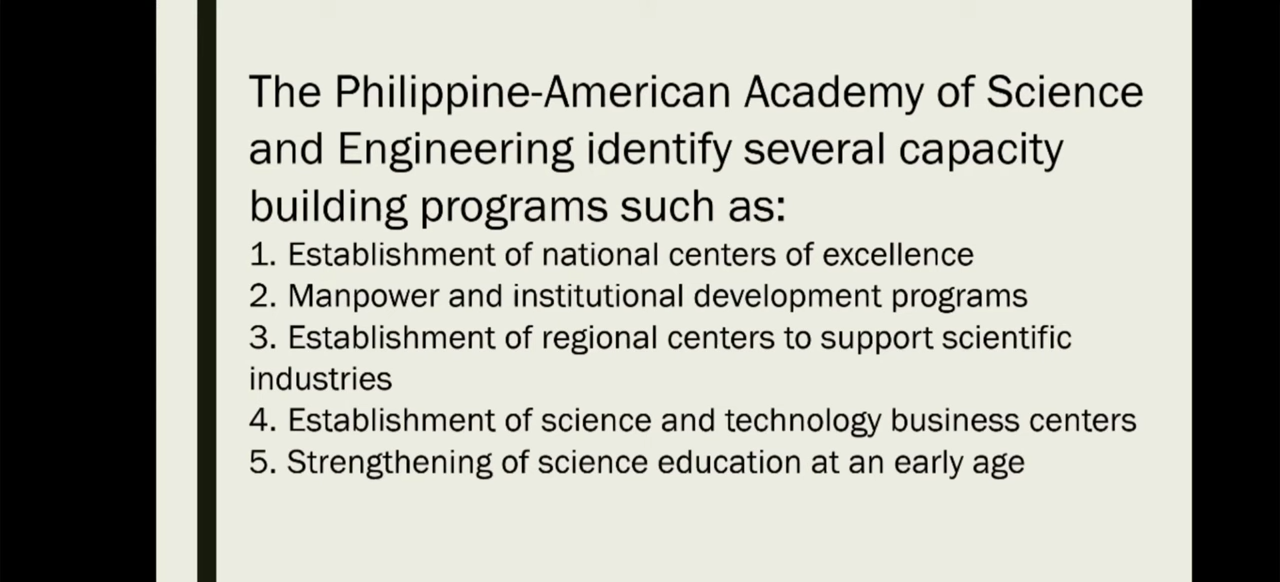 The Philippine-American Academy of Science
and Engineering identify several capacity
building programs such as:
1. Establishment of national centers of excellence
2. Manpower and institutional development programs
3. Establishment of regional centers to support scientific
industries
4. Establishment of science and technology business centers
5. Strengthening of science education at an early age